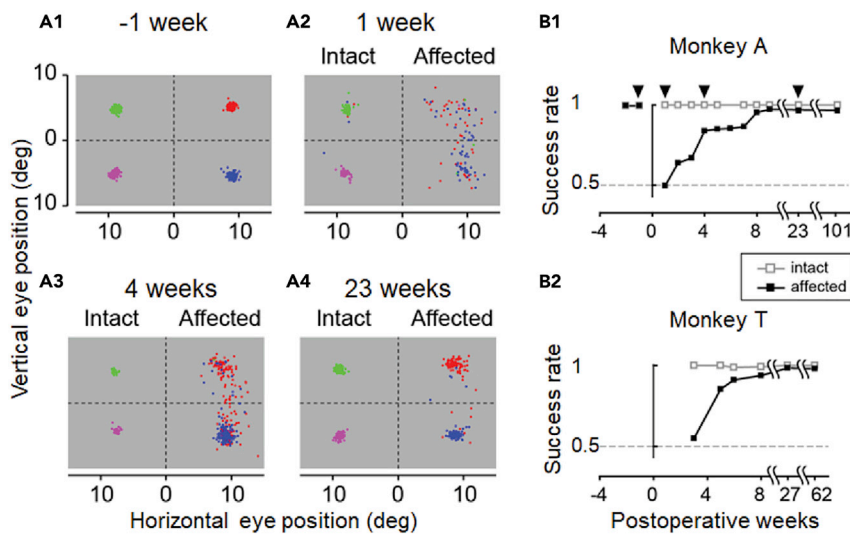 A1
-1 week
A2
1 week
Intact Affected
10
0
10
10 0 10
10 0 10
A3
4 weeks
Intact Affected
A4
23 weeks
Intact Affected
10 0 10
10 0 10
Vertical eye position (deg)
Horizontal eye position (deg)
B1
Monkey A
Success rate
1
0.5
-4 0 4 8 23 101
intact
affected
B2
Monkey T
Success rate
1
0.5
-4 0 4 8 27 62
Postoperative weeks